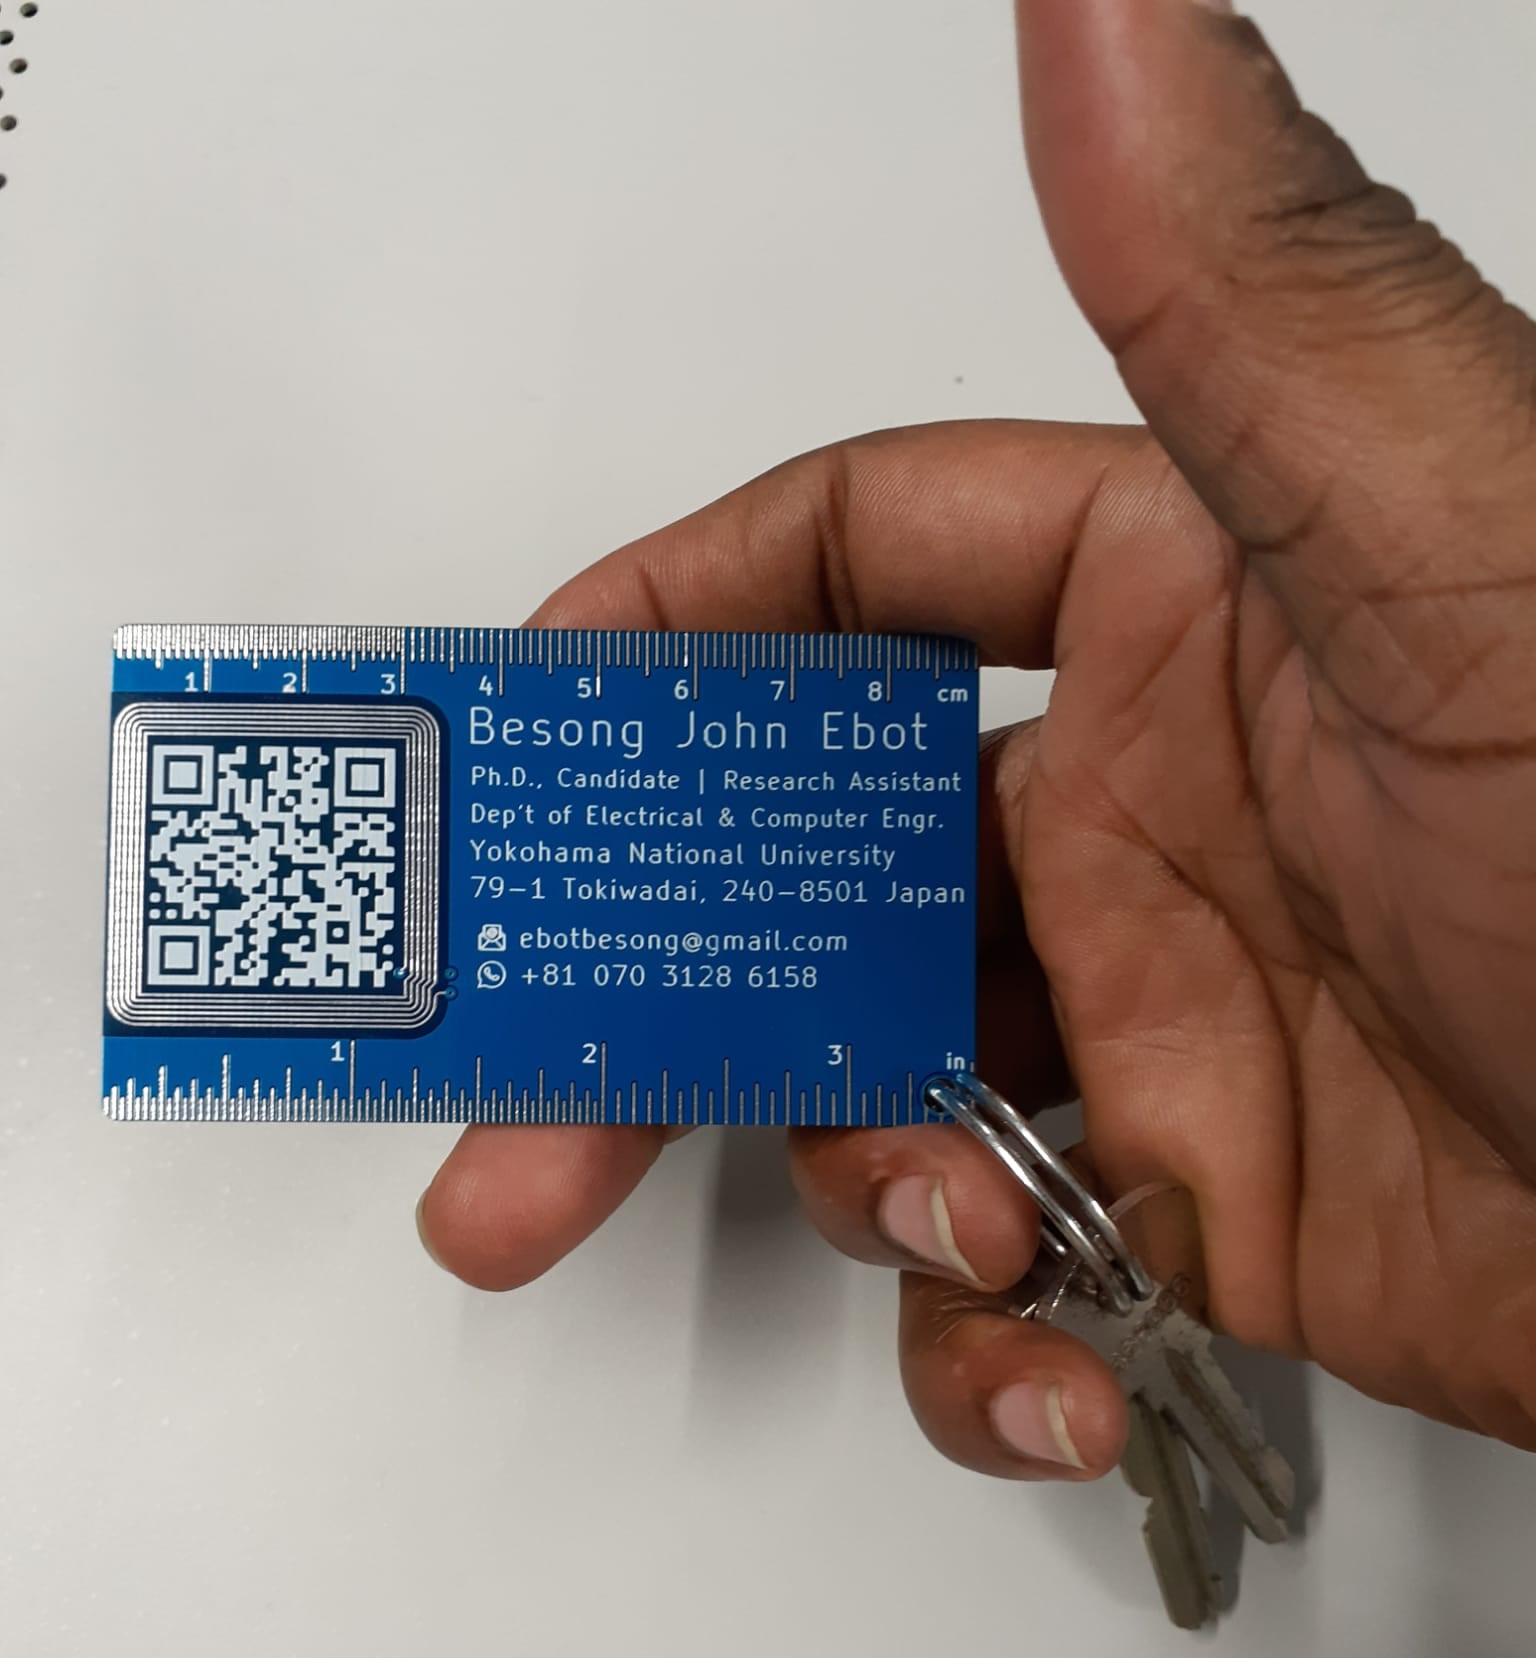 1 2 3 4 5 6 7 8 cm
Besong John Ebot
Ph.D., Candidate | Research Assistant
Dep't of Electrical & Computer Engr.
Yokohama National University
79-1 Tokiwadai, 240-8501 Japan
ebotbesong@gmail.com
+81 070 3128 6158
1 2 3 in